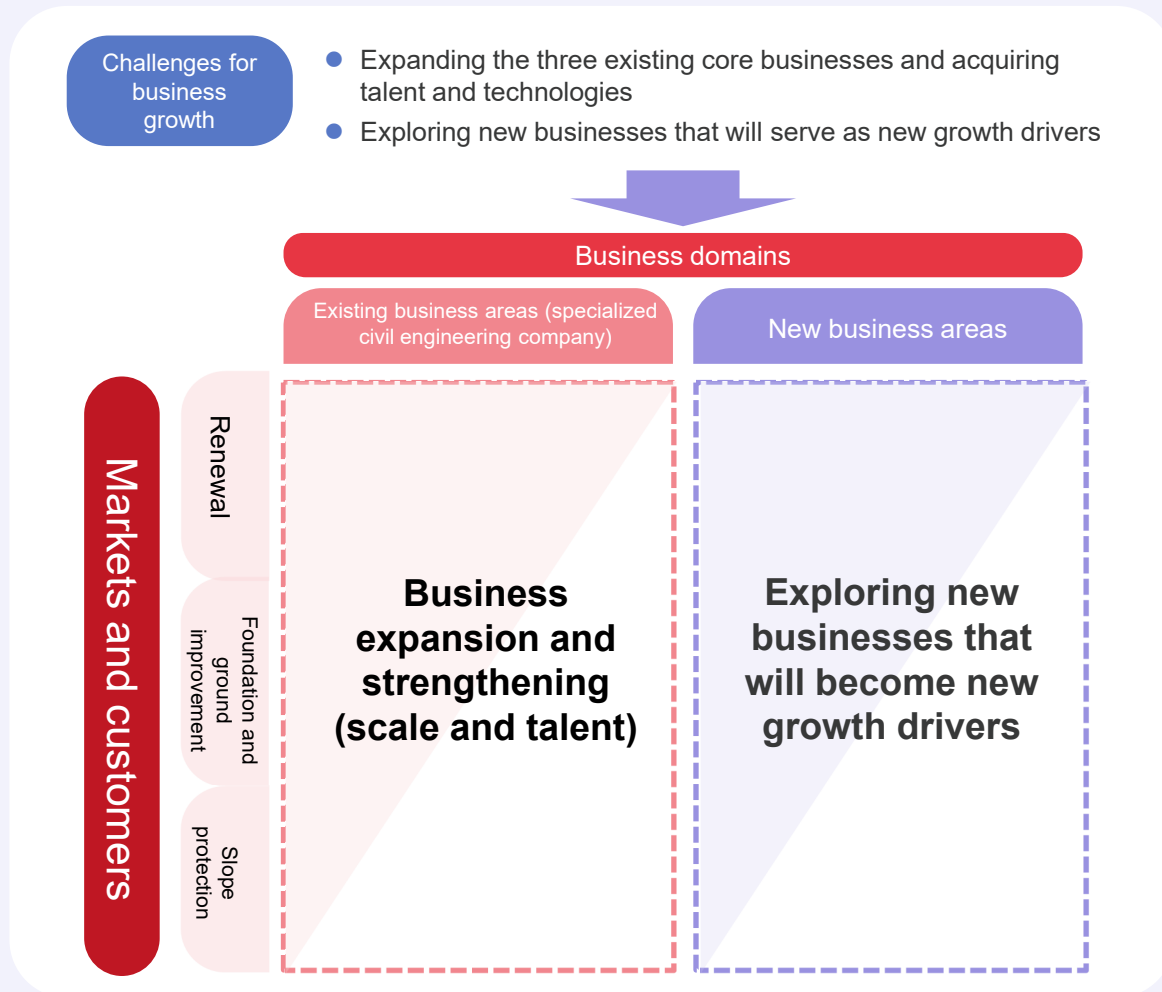 Challenges for
business
growth
Expanding the three existing core businesses and acquiring
talent and technologies
Exploring new businesses that will serve as new growth drivers
Business domains
Existing business areas (specialized
civil engineering company)
New business areas
Markets and customers
Renewal
Foundation and
ground
improvement
Slope
protection
Business
expansion and
strengthening
(scale and talent)
Exploring new
businesses that
will become new
growth drivers